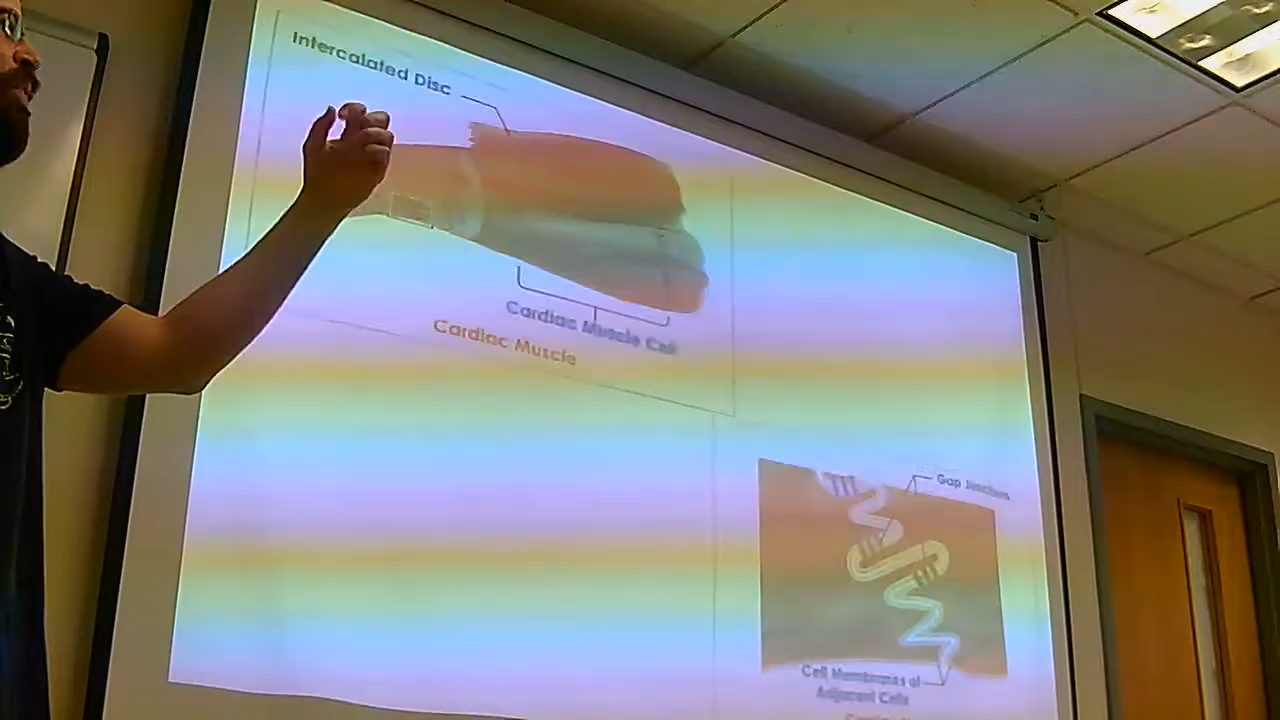 Intercalated Disc
Cardiac Muscle Cell
Cardiac Muscle
Gap Junctions
Cell Membranes of
Adjacent Cells